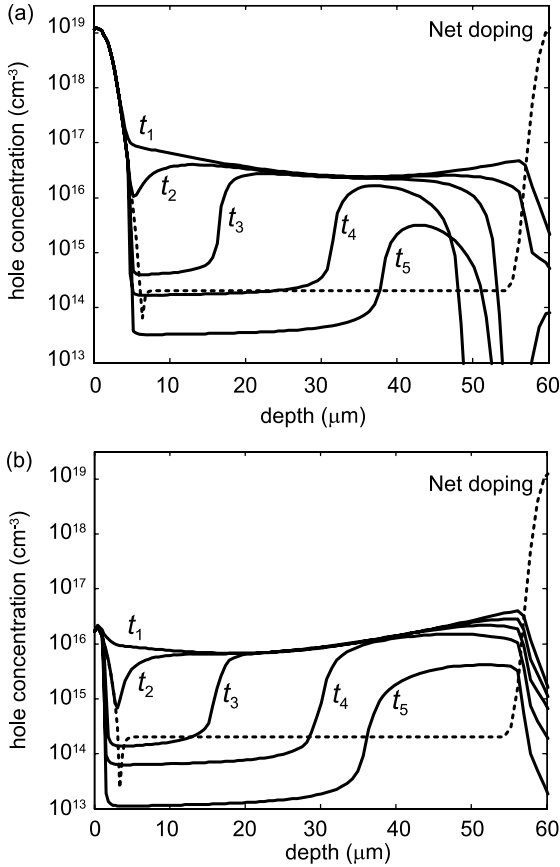 (a)
Net doping
10¹⁹
10¹⁸
10¹⁷
10¹⁶
10¹⁵
10¹⁴
10¹³
hole concentration (cm⁻³)
t₁
t₂
t₃
t₄
t₅
0 10 20 30 40 50 60
depth (μm)
(b)
Net doping
10¹⁹
10¹⁸
10¹⁷
10¹⁶
10¹⁵
10¹⁴
10¹³
hole concentration (cm⁻³)
t₁
t₂
t₃
t₄
t₅
0 10 20 30 40 50 60
depth (μm)